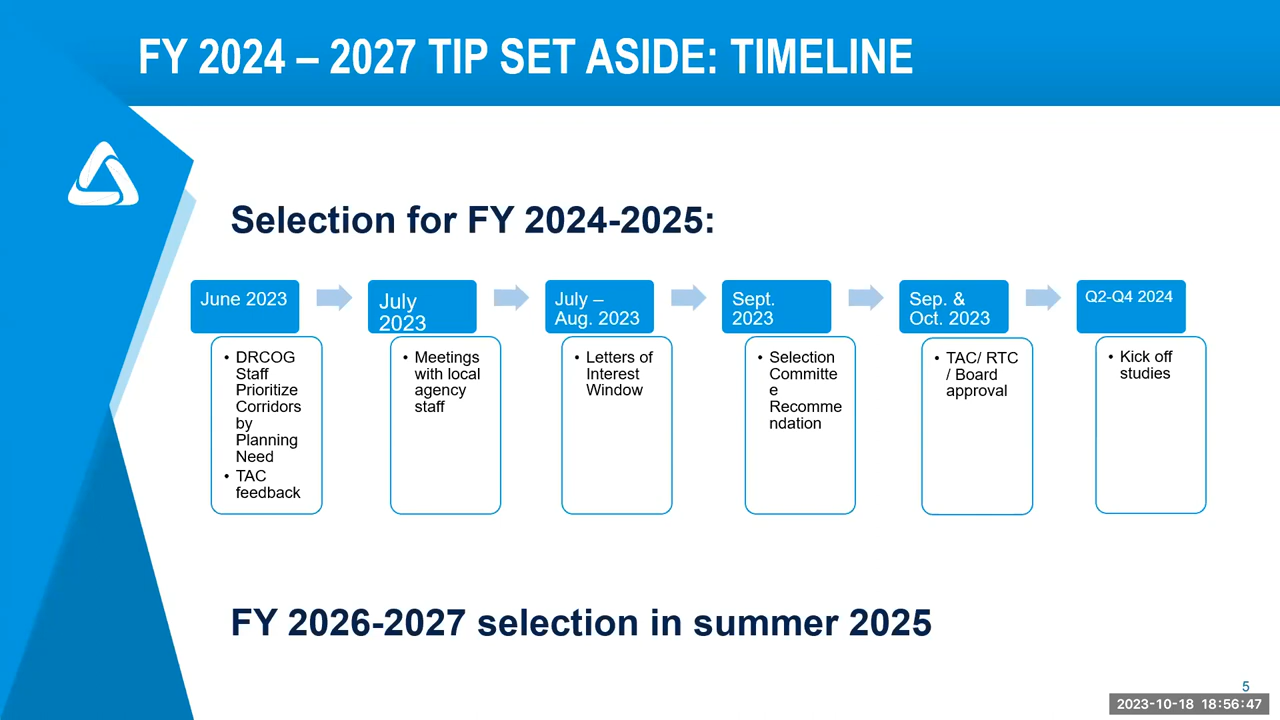 FY 2024 – 2027 TIP SET ASIDE: TIMELINE
Selection for FY 2024-2025:
June 2023
• DRCOG
Staff
Prioritize
Corridors
by
Planning
Need
• TAC
feedback
July
2023
• Meetings
with local
agency
staff
July –
Aug. 2023
• Letters of
Interest
Window
Sept.
2023
• Selection
Committe
e
Recomme
ndation
Sep. &
Oct. 2023
• TAC/ RTC
/ Board
approval
Q2-Q4 2024
• Kick off
studies
FY 2026-2027 selection in summer 2025
5
2023-10-18 18:56:47